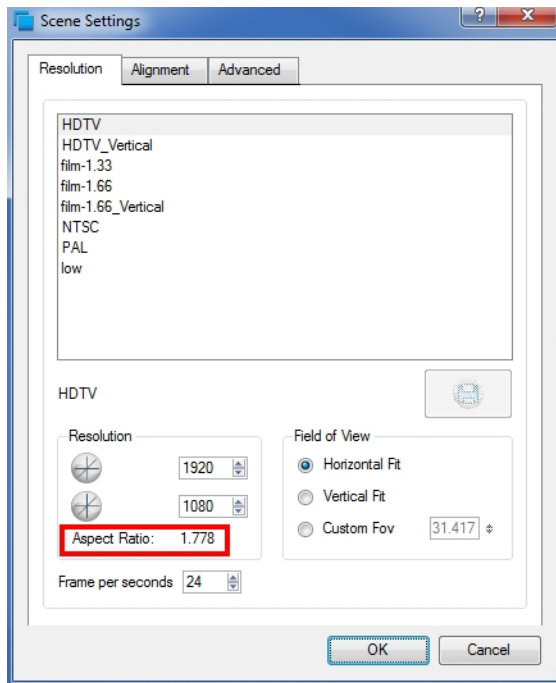 Scene Settings
? X
Resolution Alignment Advanced
HDTV
HDTV_Vertical
film-1.33
film-1.66
film-1.66_Vertical
NTSC
PAL
low
HDTV
Resolution
1920
1080
Aspect Ratio: 1.778
Field of View
Horizontal Fit
Vertical Fit
Custom Fov 31.417
Frame per seconds 24
OK Cancel